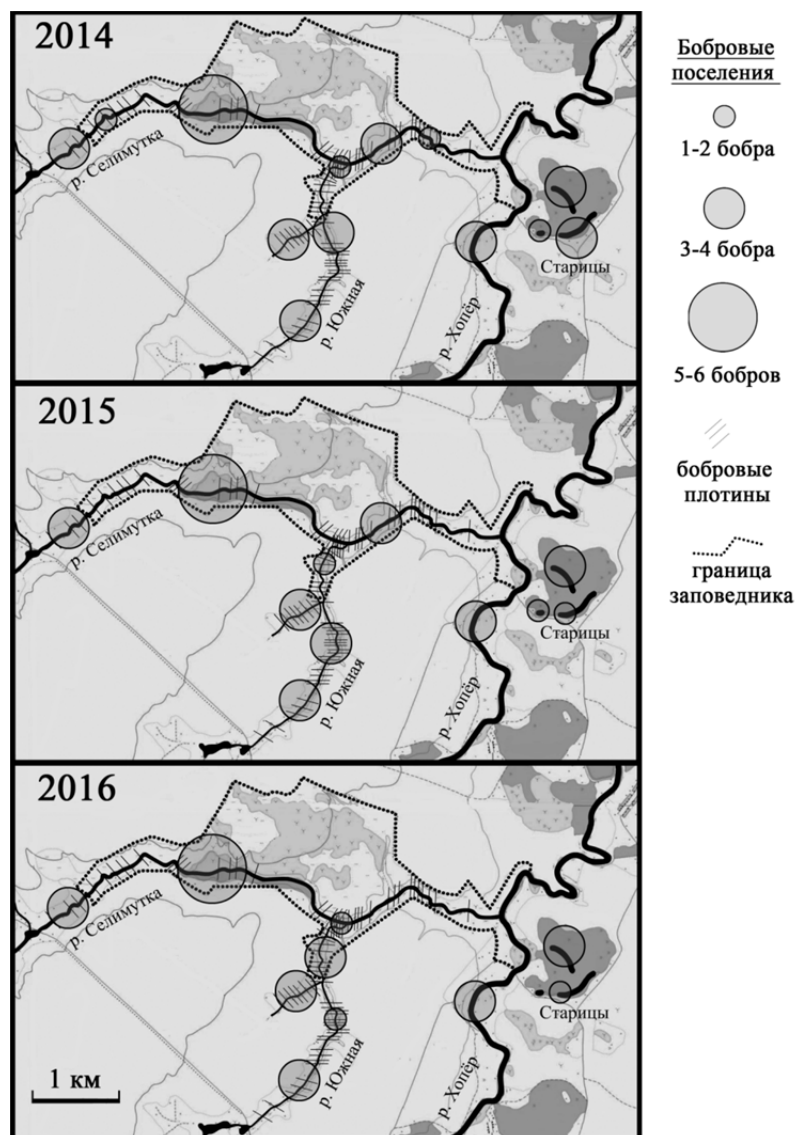 2014
р. Селимутка
р. Южная
р. Хопёр
Старицы
2015
р. Селимутка
р. Южная
р. Хопёр
Старицы
2016
р. Селимутка
р. Южная
р. Хопёр
Старицы
1 км
Бобровые
поселения
1-2 бобра
3-4 бобра
5-6 бобров
бобровые
плотины
граница
заповедника